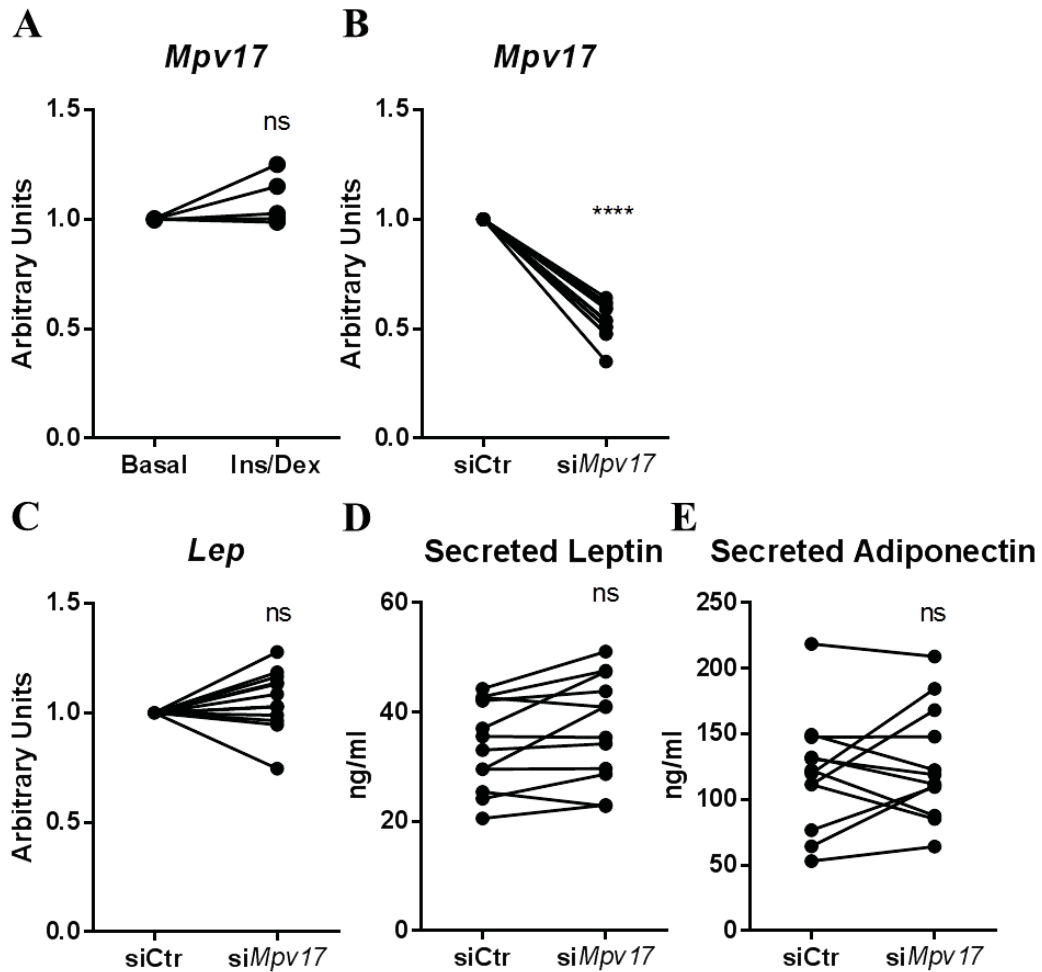 A
Mpv17
1.5
1.0
0.5
0.0
Arbitrary Units
ns
Basal
Ins/Dex
B
Mpv17
1.5
1.0
0.5
0.0
Arbitrary Units
****
siCtr
siMpv17
C
Lep
1.5
1.0
0.5
0.0
Arbitrary Units
ns
siCtr
siMpv17
D
Secreted Leptin
60
40
20
0
ng/ml
ns
siCtr
siMpv17
E
Secreted Adiponectin
250
200
150
100
50
0
ng/ml
ns
siCtr
siMpv17